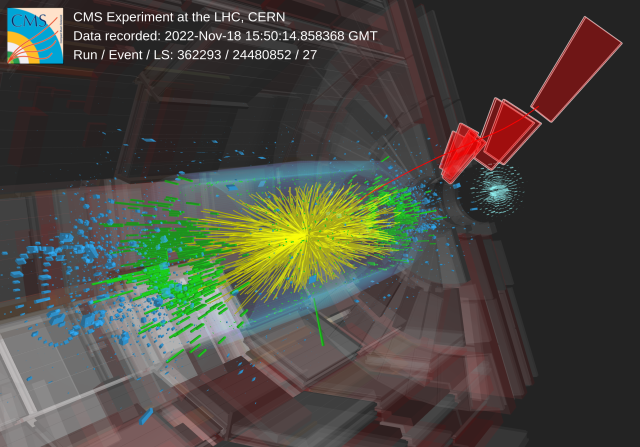 CMS
CMS Experiment at the LHC, CERN
Data recorded: 2022-Nov-18 15:50:14.858368 GMT
Run / Event / LS: 362293 / 24480852 / 27